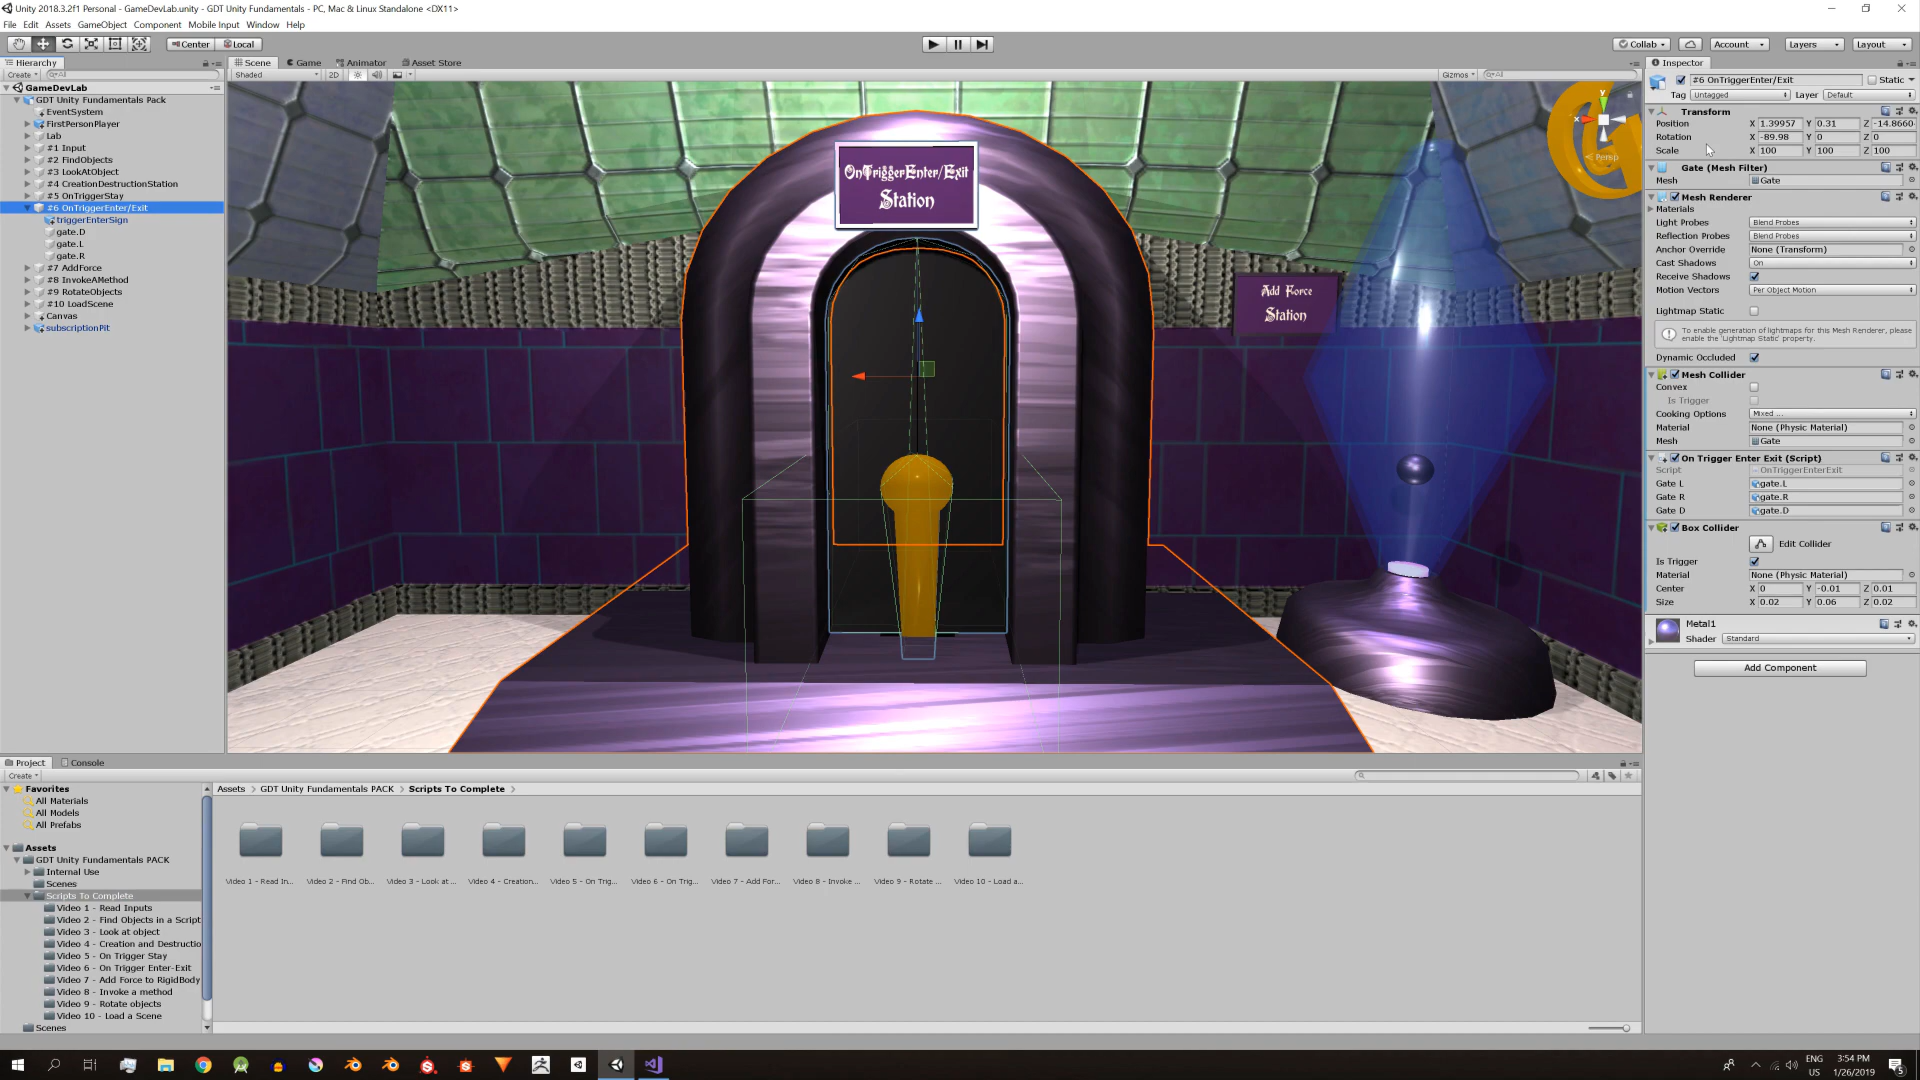 Unity 2018.3.2f1 Personal - GameDevLab.unity - GDT Unity Fundamentals - PC, Mac & Linux Standalone <DX11>
File Edit Assets GameObject Component Mobile Input Window Help
Center Local
Collab Account Layers Layout
Hierarchy
Create All
GameDevLab
GDT Unity Fundamentals Pack
EventSystem
FirstPersonPlayer
Lab
#1 Input
#2 FindObjects
#3 LookAtObject
#4 CreationDestructionStation
#5 OnTriggerStay
#6 OnTriggerEnter/Exit
triggerEnterSign
gate.D
gate.L
gate.R
#7 AddForce
#8 InvokeAMethod
#9 RotateObjects
#10 LoadScene
Canvas
subscriptionPit
Scene Game Animator Asset Store
Shaded 2D Gizmos All
OnTriggerEnter/Exit
Station
Add Force
Station
y
x
Persp
Inspector
#6 OnTriggerEnter/Exit Static
Tag Untagged Layer Default
Transform
Position X 1.39957 Y 0.31 Z -14.8660
Rotation X -89.98 Y 0 Z 0
Scale X 100 Y 100 Z 100
Gate (Mesh Filter)
Mesh Gate
Mesh Renderer
Materials
Light Probes Blend Probes
Reflection Probes Blend Probes
Anchor Override None (Transform)
Cast Shadows On
Receive Shadows
Motion Vectors Per Object Motion
Lightmap Static
To enable generation of lightmaps for this Mesh Renderer, please
enable the 'Lightmap Static' property.
Dynamic Occluded
Mesh Collider
Convex
Is Trigger
Cooking Options Mixed ...
Material None (Physic Material)
Mesh Gate
On Trigger Enter Exit (Script)
Script OnTriggerEnterExit
Gate L gate.L
Gate R gate.R
Gate D gate.D
Box Collider
Edit Collider
Is Trigger
Material None (Physic Material)
Center X 0 Y -0.01 Z 0.01
Size X 0.02 Y 0.06 Z 0.02
Metal1
Shader Standard
Add Component
Project Console
Create
Favorites
All Materials
All Models
All Prefabs
Assets
GDT Unity Fundamentals PACK
Internal Use
Scenes
Scripts To Complete
Video 1 - Read Inputs
Video 2 - Find Objects in a Script
Video 3 - Look at object
Video 4 - Creation and Destructio
Video 5 - On Trigger Stay
Video 6 - On Trigger Enter-Exit
Video 7 - Add Force to RigidBody
Video 8 - Invoke a method
Video 9 - Rotate objects
Video 10 - Load a Scene
Scenes
Assets > GDT Unity Fundamentals PACK > Scripts To Complete >
Video 1 - Read In... Video 2 - Find Ob... Video 3 - Look at ... Video 4 - Creation... Video 5 - On Trig... Video 6 - On Trig... Video 7 - Add For... Video 8 - Invoke ... Video 9 - Rotate ... Video 10 - Load a...
ENG
US
3:54 PM
1/26/2019
5